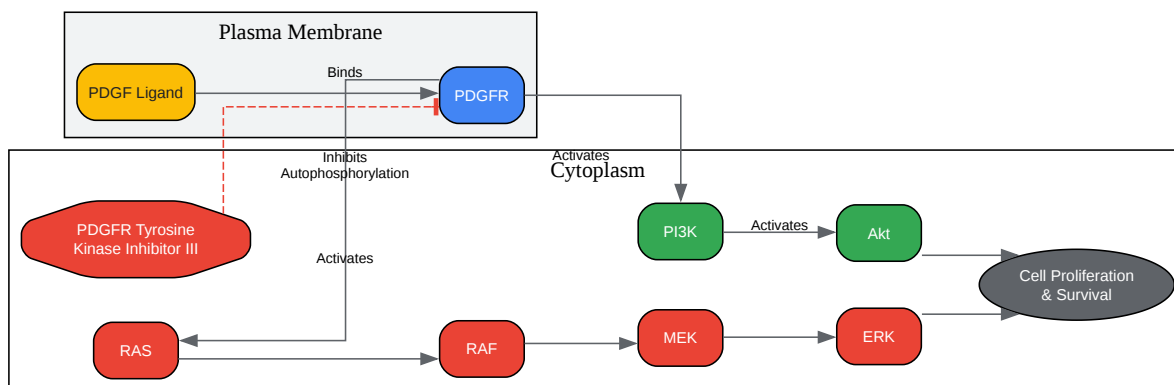 Plasma Membrane
Binds
PDGF Ligand
PDGFR
Inhibits
Autophosphorylation
Activates
Cytoplasm
PDGFR Tyrosine
Kinase Inhibitor III
Activates
PI3K
Activates
Akt
Cell Proliferation
& Survival
RAS
RAF
MEK
ERK